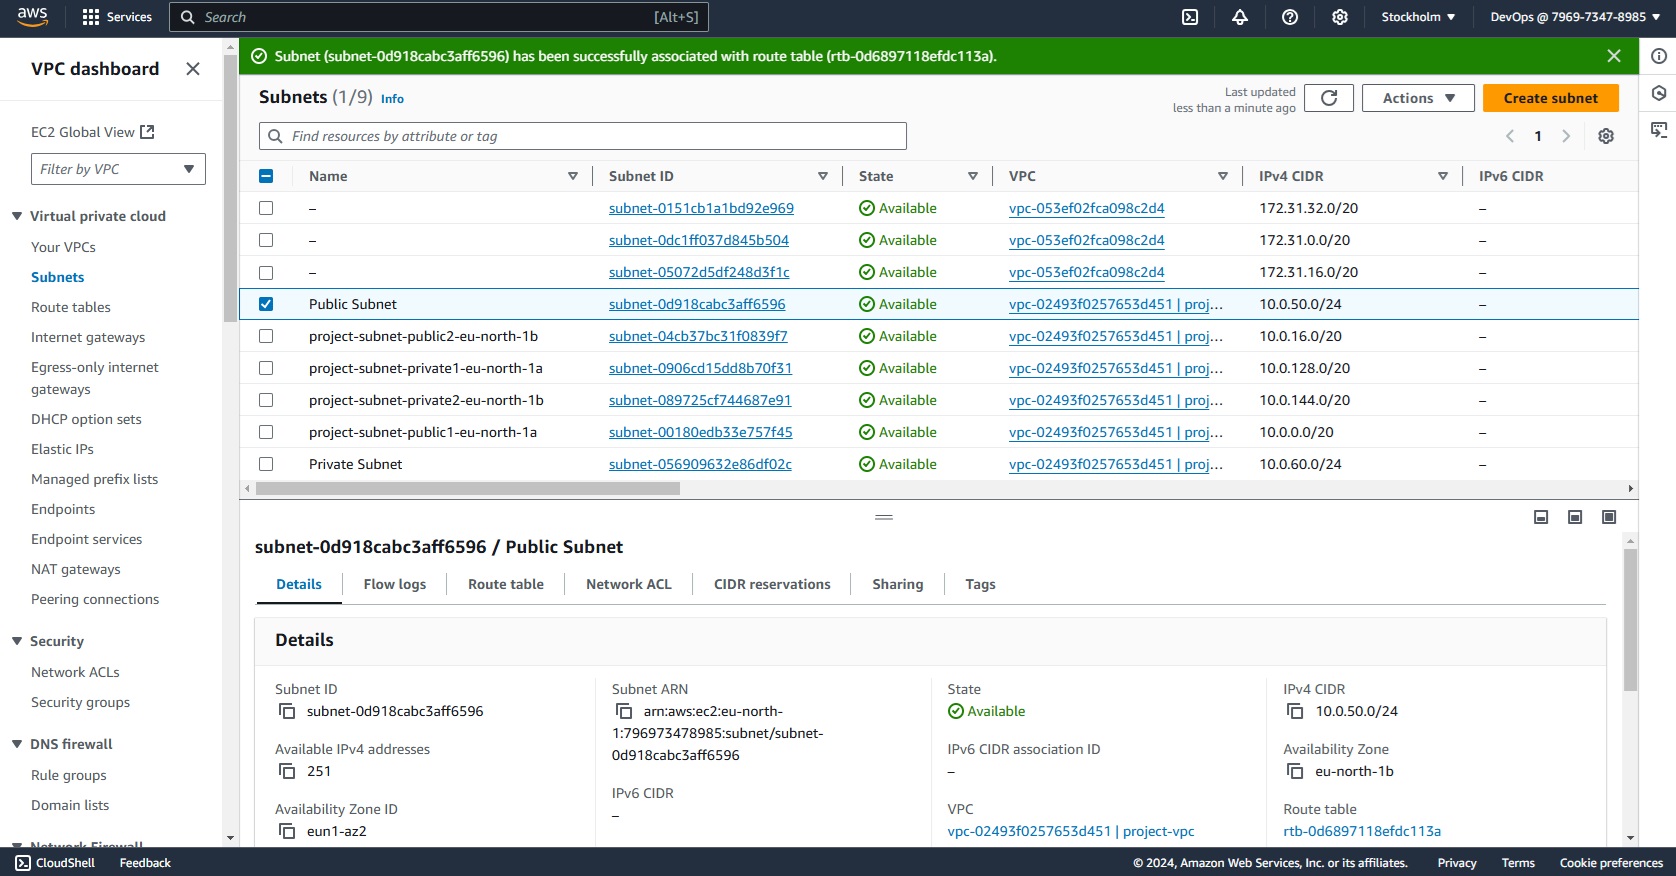 aws
Services
Search
[Alt+S]
Stockholm
DevOps @ 7969-7347-8985
VPC dashboard
EC2 Global View
Filter by VPC
Virtual private cloud
Your VPCs
Subnets
Route tables
Internet gateways
Egress-only internet
gateways
DHCP option sets
Elastic IPs
Managed prefix lists
Endpoints
Endpoint services
NAT gateways
Peering connections
Security
Network ACLs
Security groups
DNS firewall
Rule groups
Domain lists
Network Firewall
Subnet (subnet-0d918cabc3aff6596) has been successfully associated with route table (rtb-0d6897118efdc113a).
Subnets (1/9) Info
Last updated
less than a minute ago
Actions
Create subnet
Find resources by attribute or tag
1
Name Subnet ID State VPC IPv4 CIDR IPv6 CIDR
– subnet-0151cb1a1bd92e969 Available vpc-053ef02fca098c2d4 172.31.32.0/20 –
– subnet-0dc1ff037d845b504 Available vpc-053ef02fca098c2d4 172.31.0.0/20 –
– subnet-05072d5df248d3f1c Available vpc-053ef02fca098c2d4 172.31.16.0/20 –
Public Subnet subnet-0d918cabc3aff6596 Available vpc-02493f0257653d451 | proj... 10.0.50.0/24 –
project-subnet-public2-eu-north-1b subnet-04cb37bc31f0839f7 Available vpc-02493f0257653d451 | proj... 10.0.16.0/20 –
project-subnet-private1-eu-north-1a subnet-0906cd15dd8b70f31 Available vpc-02493f0257653d451 | proj... 10.0.128.0/20 –
project-subnet-private2-eu-north-1b subnet-089725cf744687e91 Available vpc-02493f0257653d451 | proj... 10.0.144.0/20 –
project-subnet-public1-eu-north-1a subnet-00180edb33e757f45 Available vpc-02493f0257653d451 | proj... 10.0.0.0/20 –
Private Subnet subnet-056909632e86df02c Available vpc-02493f0257653d451 | proj... 10.0.60.0/24 –
subnet-0d918cabc3aff6596 / Public Subnet
Details Flow logs Route table Network ACL CIDR reservations Sharing Tags
Details
Subnet ID
subnet-0d918cabc3aff6596
Available IPv4 addresses
251
Availability Zone ID
eun1-az2
Subnet ARN
arn:aws:ec2:eu-north-
1:796973478985:subnet/subnet-
0d918cabc3aff6596
IPv6 CIDR
–
State
Available
IPv6 CIDR association ID
–
VPC
vpc-02493f0257653d451 | project-vpc
IPv4 CIDR
10.0.50.0/24
Availability Zone
eu-north-1b
Route table
rtb-0d6897118efdc113a
CloudShell
Feedback
© 2024, Amazon Web Services, Inc. or its affiliates.
Privacy
Terms
Cookie preferences